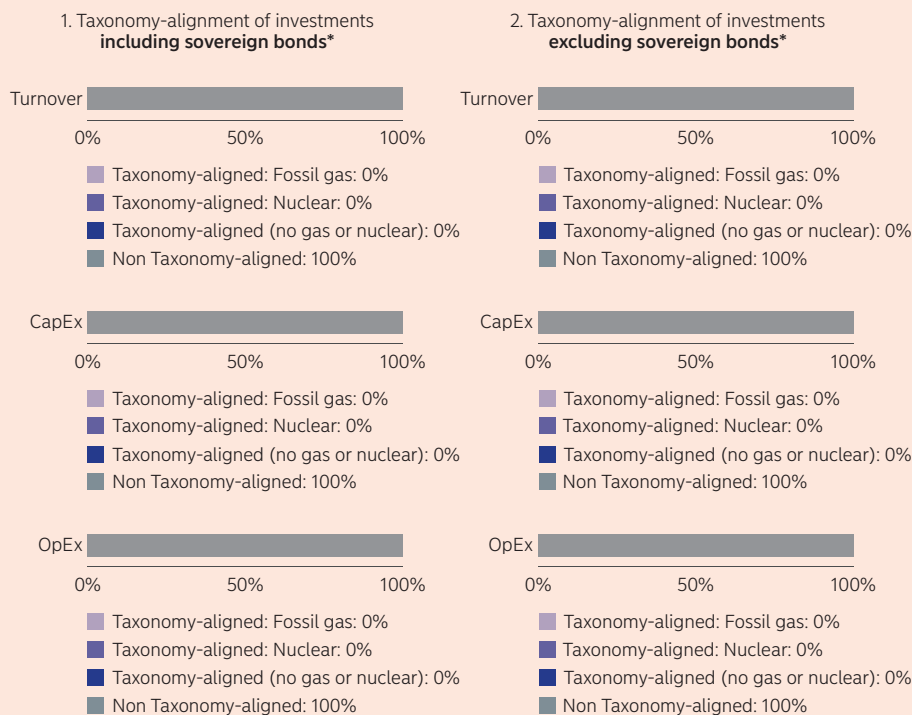 1. Taxonomy-alignment of investments
including sovereign bonds*
Turnover
0% 50% 100%
Taxonomy-aligned: Fossil gas: 0%
Taxonomy-aligned: Nuclear: 0%
Taxonomy-aligned (no gas or nuclear): 0%
Non Taxonomy-aligned: 100%
CapEx
0% 50% 100%
Taxonomy-aligned: Fossil gas: 0%
Taxonomy-aligned: Nuclear: 0%
Taxonomy-aligned (no gas or nuclear): 0%
Non Taxonomy-aligned: 100%
OpEx
0% 50% 100%
Taxonomy-aligned: Fossil gas: 0%
Taxonomy-aligned: Nuclear: 0%
Taxonomy-aligned (no gas or nuclear): 0%
Non Taxonomy-aligned: 100%
2. Taxonomy-alignment of investments
excluding sovereign bonds*
Turnover
0% 50% 100%
Taxonomy-aligned: Fossil gas: 0%
Taxonomy-aligned: Nuclear: 0%
Taxonomy-aligned (no gas or nuclear): 0%
Non Taxonomy-aligned: 100%
CapEx
0% 50% 100%
Taxonomy-aligned: Fossil gas: 0%
Taxonomy-aligned: Nuclear: 0%
Taxonomy-aligned (no gas or nuclear): 0%
Non Taxonomy-aligned: 100%
OpEx
0% 50% 100%
Taxonomy-aligned: Fossil gas: 0%
Taxonomy-aligned: Nuclear: 0%
Taxonomy-aligned (no gas or nuclear): 0%
Non Taxonomy-aligned: 100%